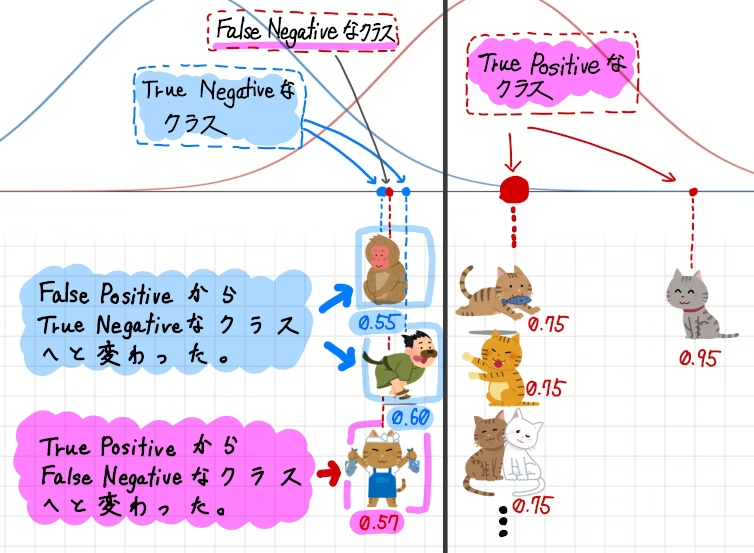 False Negativeなクラス
True Negativeな
クラス
True Positiveな
クラス
False Positiveから
True Negativeなクラス
へと変わった。
0.55
0.60
True Positiveから
False Negativeなクラス
へと変わった。
0.57
0.75
0.75
0.75
0.95